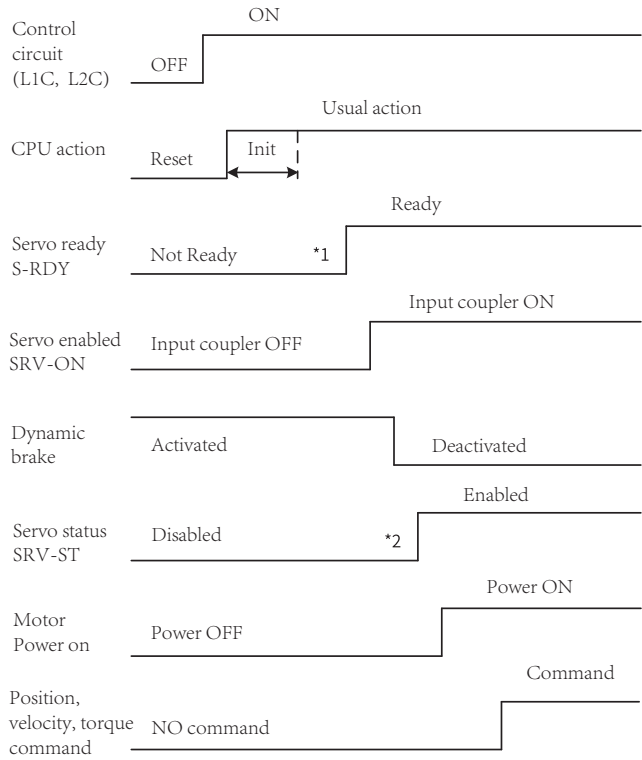 ON
Control
circuit
(L1C, L2C)
OFF
Usual action
CPU action
Reset
Init
Ready
Servo ready
S-RDY
Not Ready
*1
Input coupler ON
Servo enabled
SRV-ON
Input coupler OFF
Dynamic
brake
Activated
Deactivated
Enabled
Servo status
SRV-ST
Disabled
*2
Power ON
Motor
Power on
Power OFF
Command
Position,
velocity, torque
command
NO command